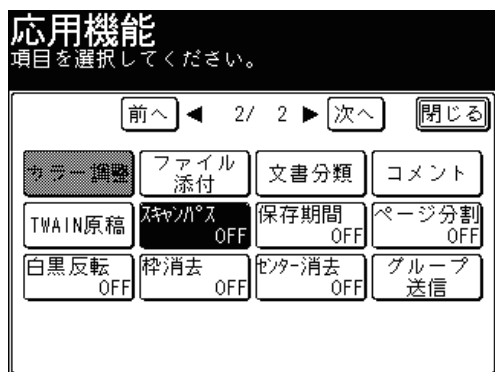 応用機能
項目を選択してください。
前へ ◀ 2/ 2 ▶ 次へ 閉じる
カラー調整
ファイル
添付
文書分類
コメント
TWAIN原稿
ｽｷｬﾝﾊﾟｽ
OFF
保存期間
OFF
ページ分割
OFF
白黒反転
OFF
枠消去
OFF
ｾﾝﾀｰ消去
OFF
グループ
送信